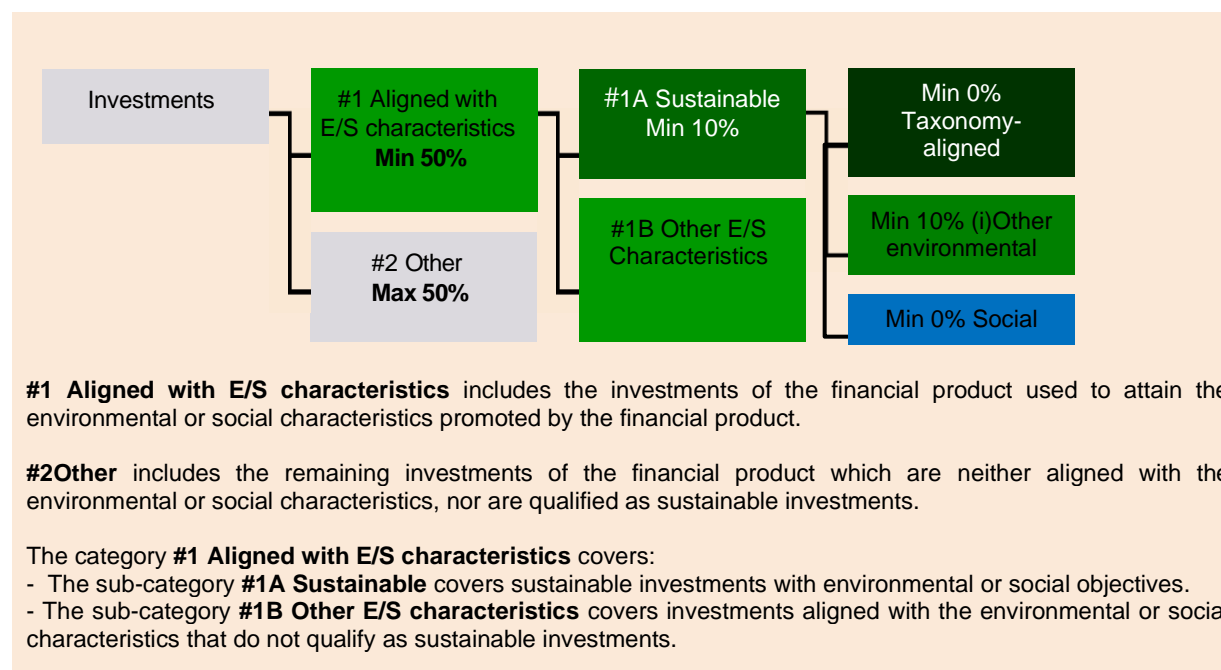 Investments
#1 Aligned with
E/S characteristics
Min 50%
#2 Other
Max 50%
#1A Sustainable
Min 10%
#1B Other E/S
Characteristics
Min 0%
Taxonomy-
aligned
Min 10% (i)Other
environmental
Min 0% Social
#1 Aligned with E/S characteristics includes the investments of the financial product used to attain the
environmental or social characteristics promoted by the financial product.
#2Other includes the remaining investments of the financial product which are neither aligned with the
environmental or social characteristics, nor are qualified as sustainable investments.
The category #1 Aligned with E/S characteristics covers:
- The sub-category #1A Sustainable covers sustainable investments with environmental or social objectives.
- The sub-category #1B Other E/S characteristics covers investments aligned with the environmental or social
characteristics that do not qualify as sustainable investments.